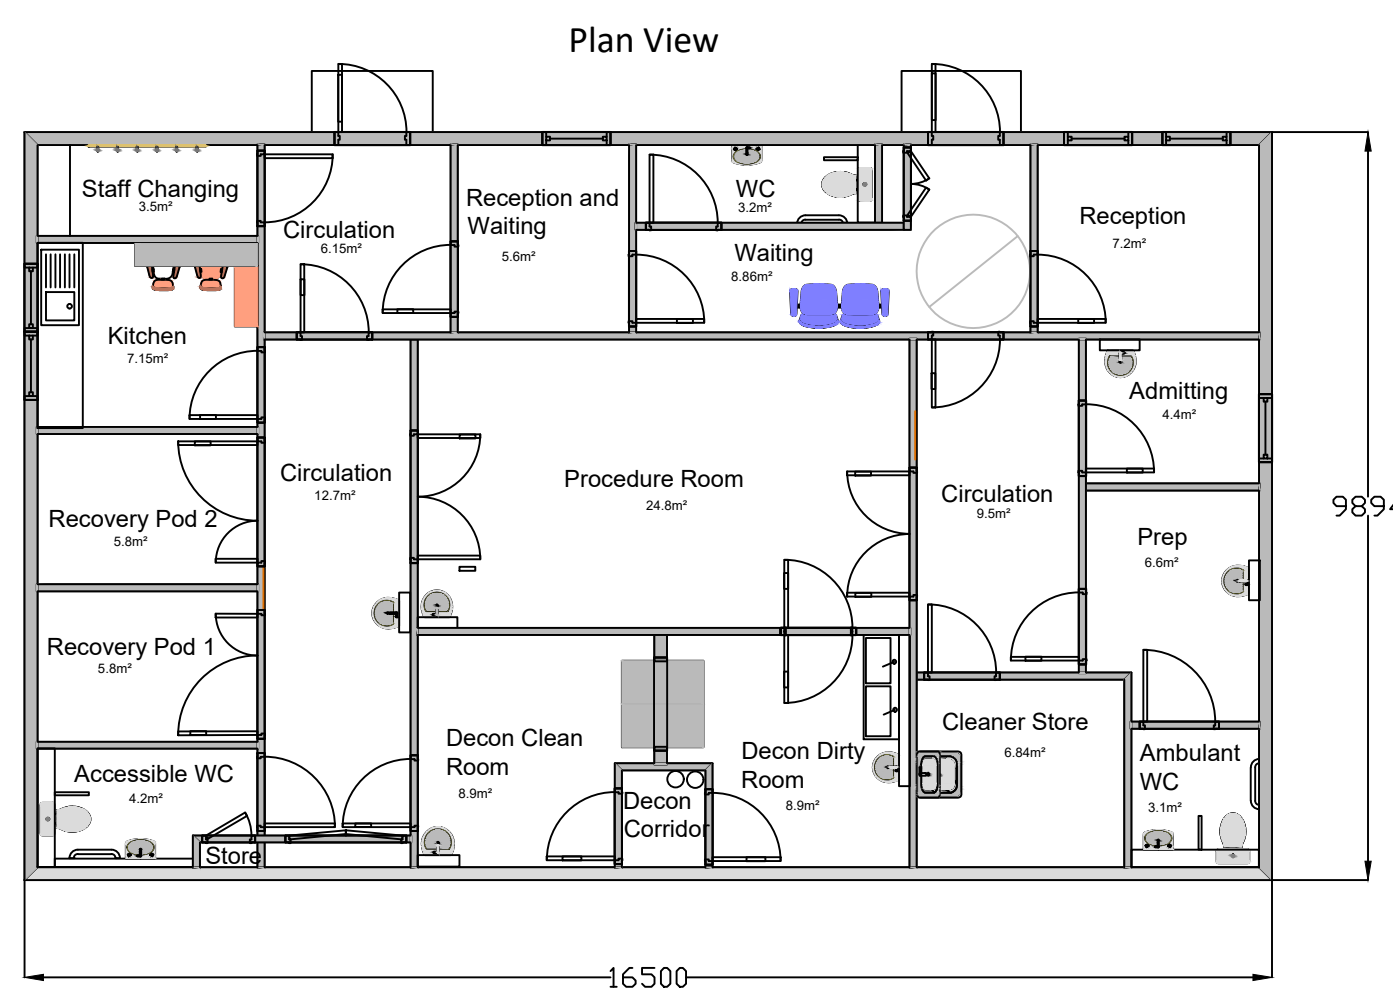 Plan View
Staff Changing
3.5m²
Circulation
6.15m²
Reception and
Waiting
5.6m²
WC
3.2m²
Waiting
8.86m²
Reception
7.2m²
Kitchen
7.15m²
Admitting
4.4m²
Circulation
12.7m²
Procedure Room
24.8m²
Circulation
9.5m²
9894
Recovery Pod 2
5.8m²
Prep
6.6m²
Recovery Pod 1
5.8m²
Decon Clean
Room
8.9m²
Decon Dirty
Room
8.9m²
Cleaner Store
6.84m²
Ambulant
WC
3.1m²
Accessible WC
4.2m²
Decon
Corridor
Store
16500